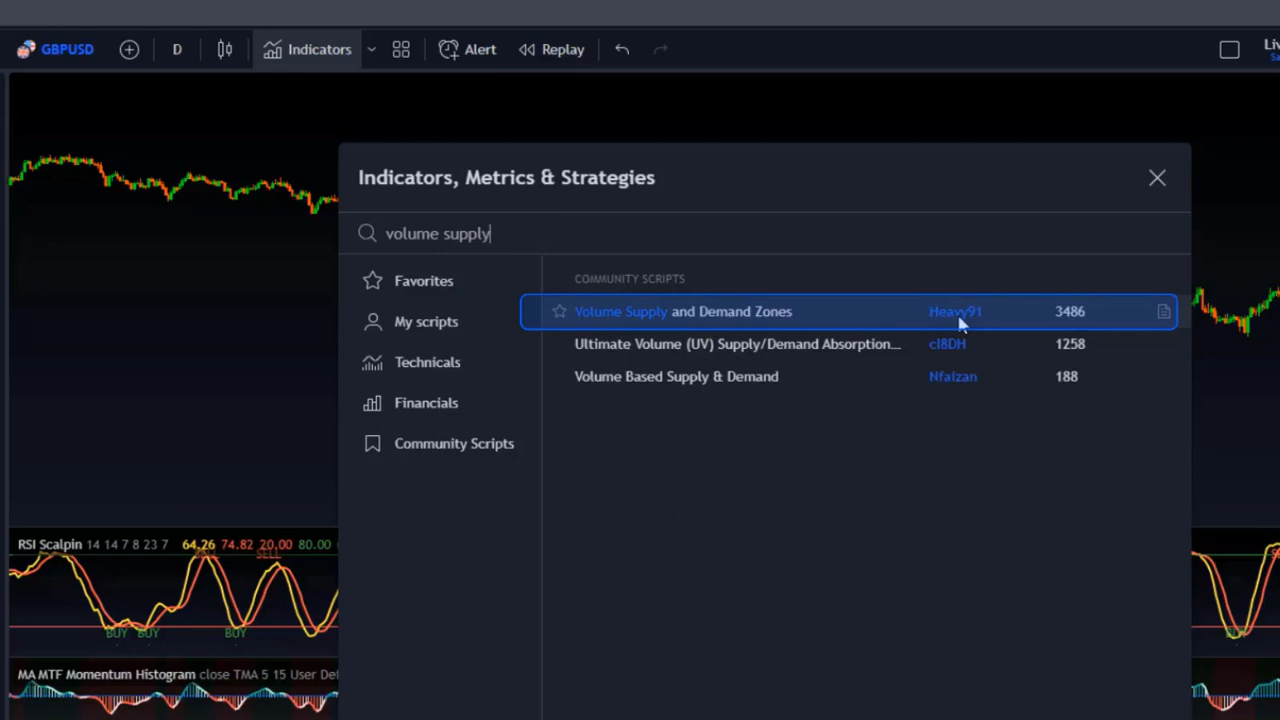 GBPUSD D Indicators Alert Replay
Indicators, Metrics & Strategies
volume supply
Favorites
My scripts
Technicals
Financials
Community Scripts
COMMUNITY SCRIPTS
Volume Supply and Demand Zones Heavy91 3486
Ultimate Volume (UV) Supply/Demand Absorption... cl8DH 1258
Volume Based Supply & Demand Nfaizan 188
RSI Scalpin 14 14 7 8 23 7 64.26 74.82 20.00 80.00
SELL
BUY BUY BUY
MA MTF Momentum Histogram close TMA 5 15 User